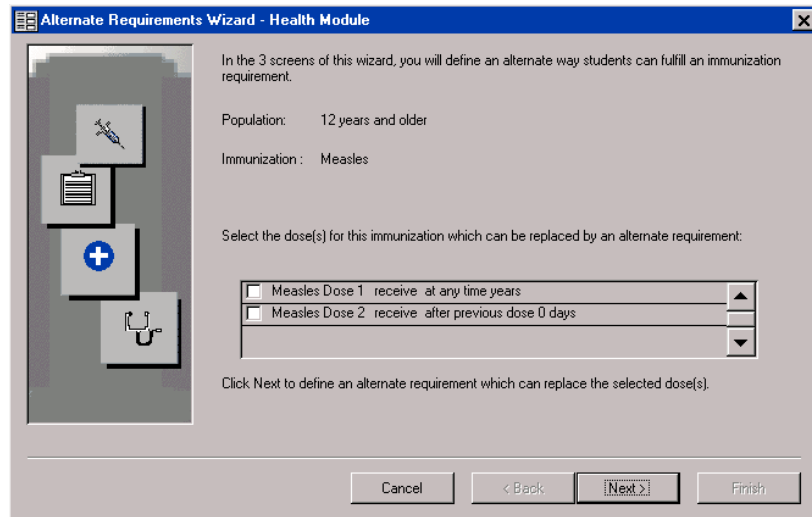 Alternate Requirements Wizard - Health Module
In the 3 screens of this wizard, you will define an alternate way students can fulfill an immunization
requirement.
Population: 12 years and older
Immunization : Measles
Select the dose(s) for this immunization which can be replaced by an alternate requirement:
Measles Dose 1 receive at any time years
Measles Dose 2 receive after previous dose 0 days
Click Next to define an alternate requirement which can replace the selected dose(s).
Cancel < Back Next > Finish